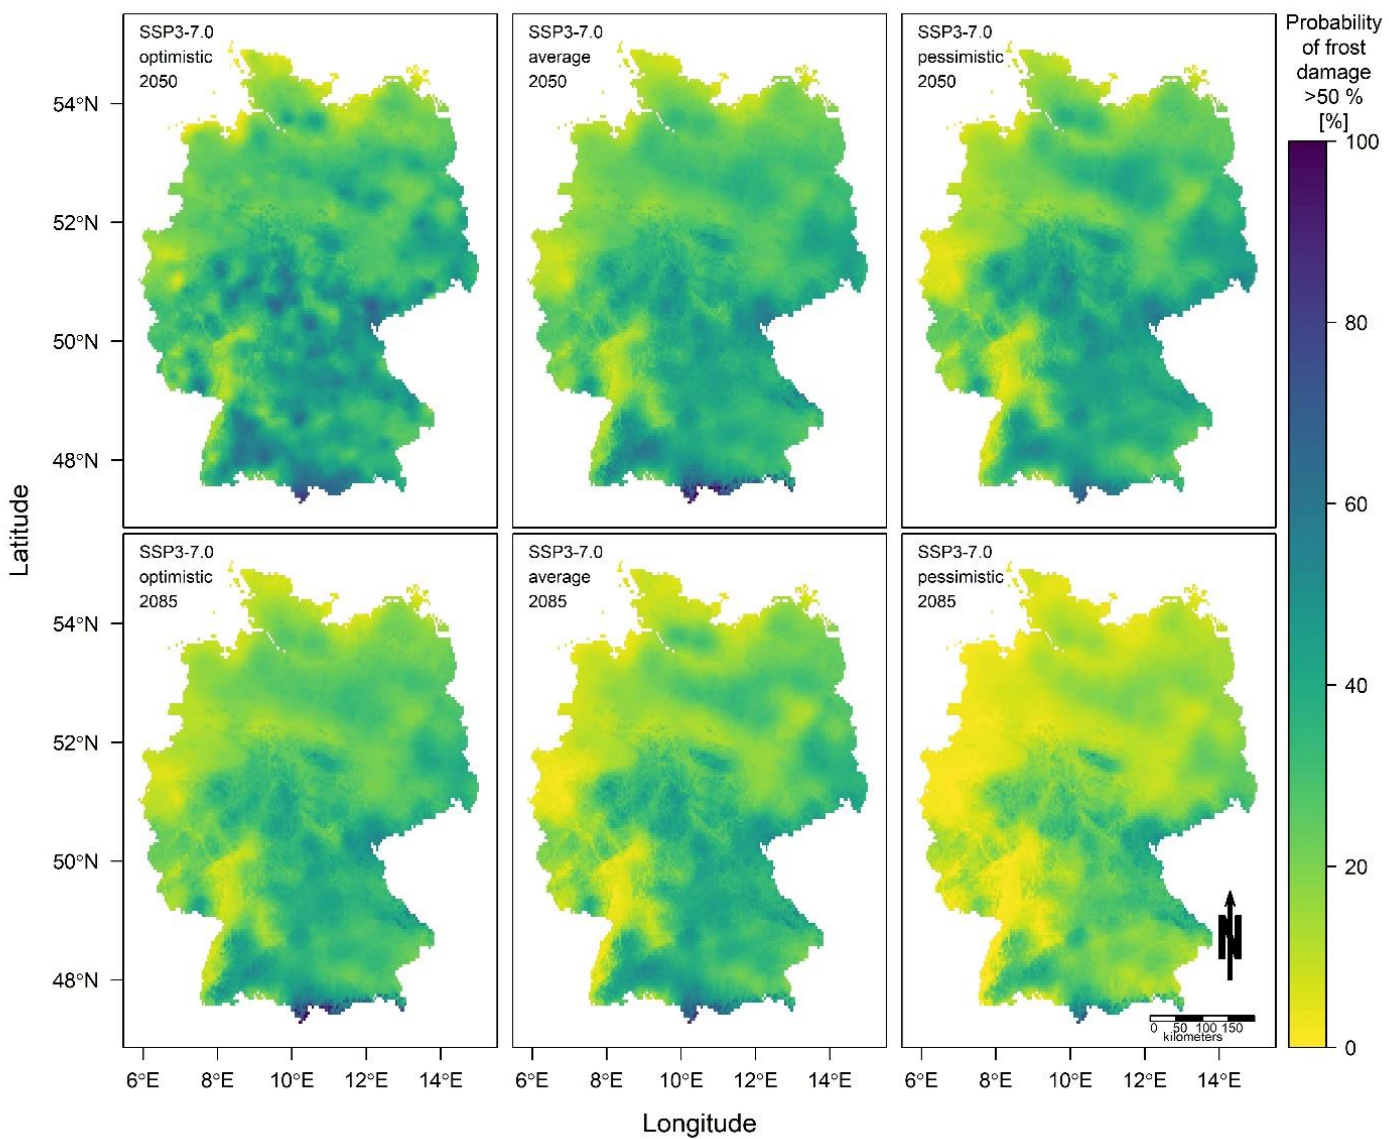 SSP3-7.0
optimistic
2050
SSP3-7.0
average
2050
SSP3-7.0
pessimistic
2050
Probability
of frost
damage
>50 %
[%]
100
80
60
40
20
0
54°N
52°N
50°N
48°N
Latitude
SSP3-7.0
optimistic
2085
SSP3-7.0
average
2085
SSP3-7.0
pessimistic
2085
54°N
52°N
50°N
48°N
N
0 50 100 150
kilometers
6°E 8°E 10°E 12°E 14°E
6°E 8°E 10°E 12°E 14°E
6°E 8°E 10°E 12°E 14°E
Longitude